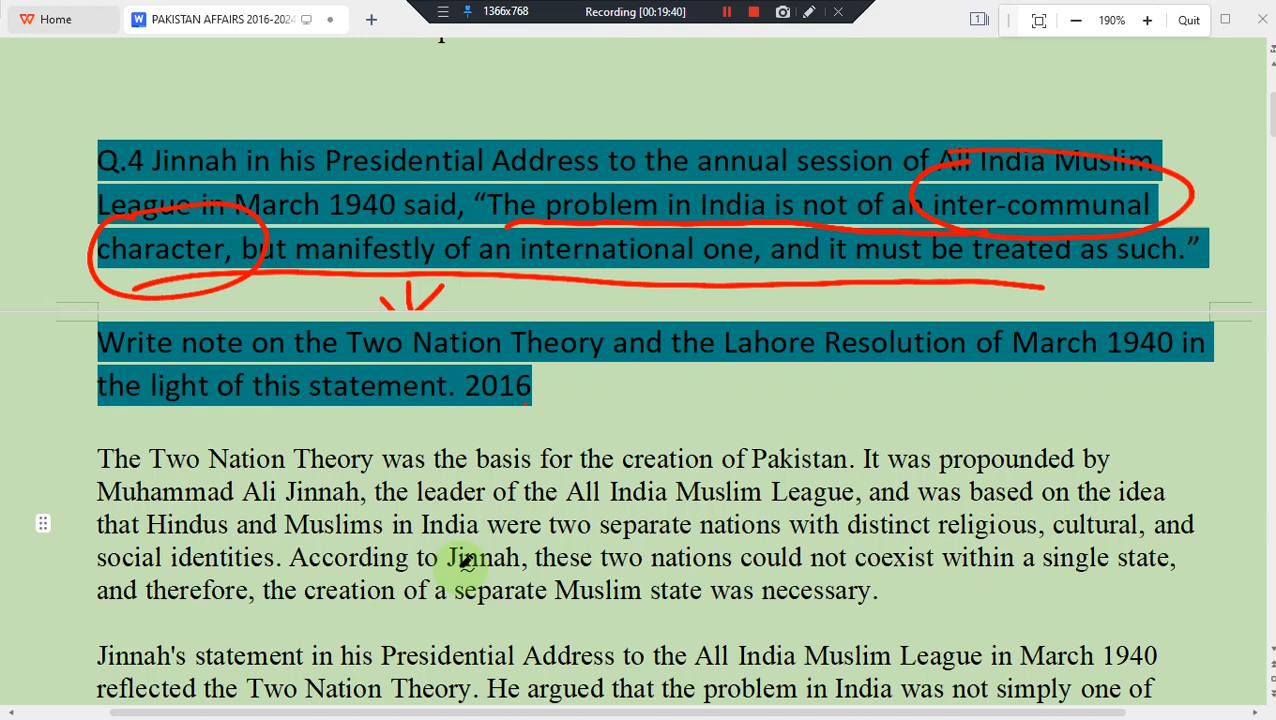 Home
PAKISTAN AFFAIRS 2016-2024
1366x768
Recording [00:19:40]
190%
Quit
Q.4 Jinnah in his Presidential Address to the annual session of All India Muslim
League in March 1940 said, “The problem in India is not of an inter-communal
character, but manifestly of an international one, and it must be treated as such.”
Write note on the Two Nation Theory and the Lahore Resolution of March 1940 in
the light of this statement. 2016
The Two Nation Theory was the basis for the creation of Pakistan. It was propounded by
Muhammad Ali Jinnah, the leader of the All India Muslim League, and was based on the idea
that Hindus and Muslims in India were two separate nations with distinct religious, cultural, and
social identities. According to Jinnah, these two nations could not coexist within a single state,
and therefore, the creation of a separate Muslim state was necessary.
Jinnah's statement in his Presidential Address to the All India Muslim League in March 1940
reflected the Two Nation Theory. He argued that the problem in India was not simply one of